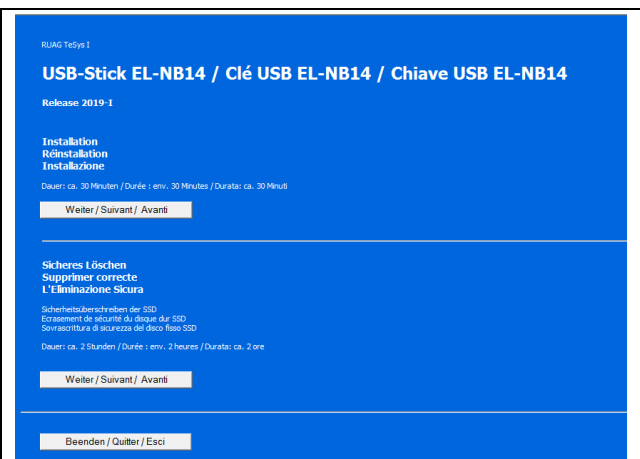 RUAG TeSys I
USB-Stick EL-NB14 / Clé USB EL-NB14 / Chiave USB EL-NB14
Release 2019-I
Installation
Réinstallation
Installazione
Dauer: ca. 30 Minuten / Durée : env. 30 Minutes / Durata: ca. 30 Minuti
Weiter / Suivant / Avanti
Sicheres Löschen
Supprimer correcte
L'Eliminazione Sicura
Sicherheitsüberschreiben der SSD
Ecrasement de sécurité du disque dur SSD
Sovrascrittura di sicurezza del disco fisso SSD
Dauer: ca. 2 Stunden / Durée : env. 2 heures / Durata: ca. 2 ore
Weiter / Suivant / Avanti
Beenden / Quitter / Esci